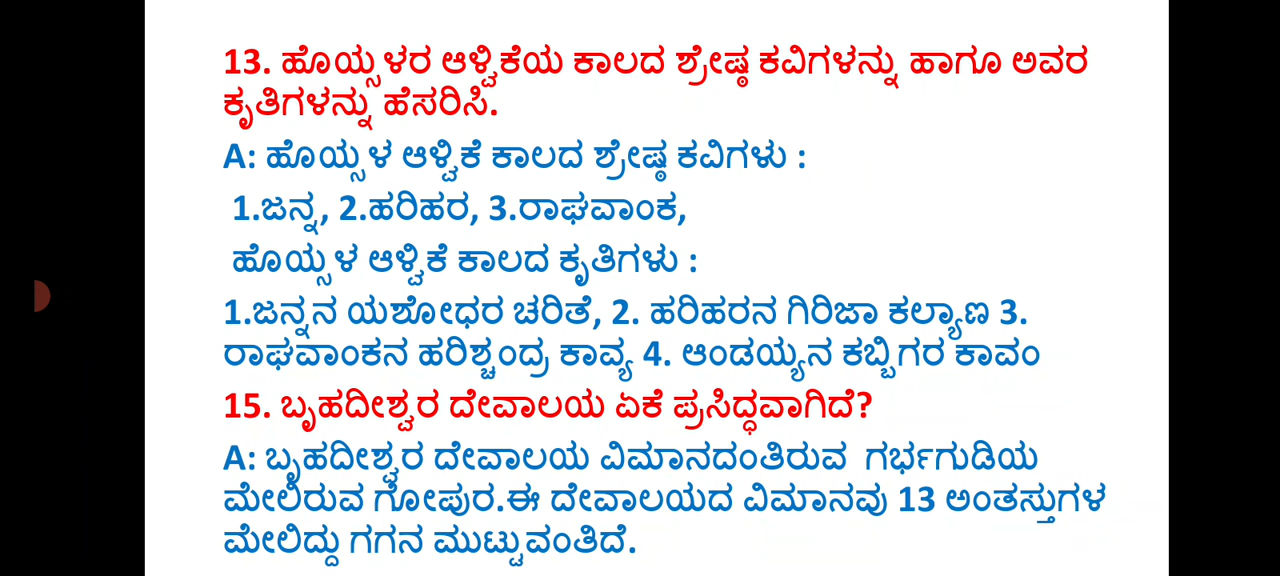 13. ಹೊಯ್ಸಳರ ಆಳ್ವಿಕೆಯ ಕಾಲದ ಶ್ರೇಷ್ಠ ಕವಿಗಳನ್ನು ಹಾಗೂ ಅವರ
ಕೃತಿಗಳನ್ನು ಹೆಸರಿಸಿ.
A: ಹೊಯ್ಸಳ ಆಳ್ವಿಕೆ ಕಾಲದ ಶ್ರೇಷ್ಠ ಕವಿಗಳು :
1.ಜನ್ನ, 2.ಹರಿಹರ, 3.ರಾಘವಾಂಕ,
ಹೊಯ್ಸಳ ಆಳ್ವಿಕೆ ಕಾಲದ ಕೃತಿಗಳು :
1.ಜನ್ನನ ಯಶೋಧರ ಚರಿತೆ, 2. ಹರಿಹರನ ಗಿರಿಜಾ ಕಲ್ಯಾಣ 3.
ರಾಘವಾಂಕನ ಹರಿಶ್ಚಂದ್ರ ಕಾವ್ಯ 4. ಆಂಡಯ್ಯನ ಕಬ್ಬಿಗರ ಕಾವಂ
15. ಬೃಹದೀಶ್ವರ ದೇವಾಲಯ ಏಕೆ ಪ್ರಸಿದ್ಧವಾಗಿದೆ?
A: ಬೃಹದೀಶ್ವರ ದೇವಾಲಯ ವಿಮಾನದಂತಿರುವ ಗರ್ಭಗುಡಿಯ
ಮೇಲಿರುವ ಗೋಪುರ.ಈ ದೇವಾಲಯದ ವಿಮಾನವು 13 ಅಂತಸ್ತುಗಳ
ಮೇಲಿದ್ದು ಗಗನ ಮುಟ್ಟುವಂತಿದೆ.